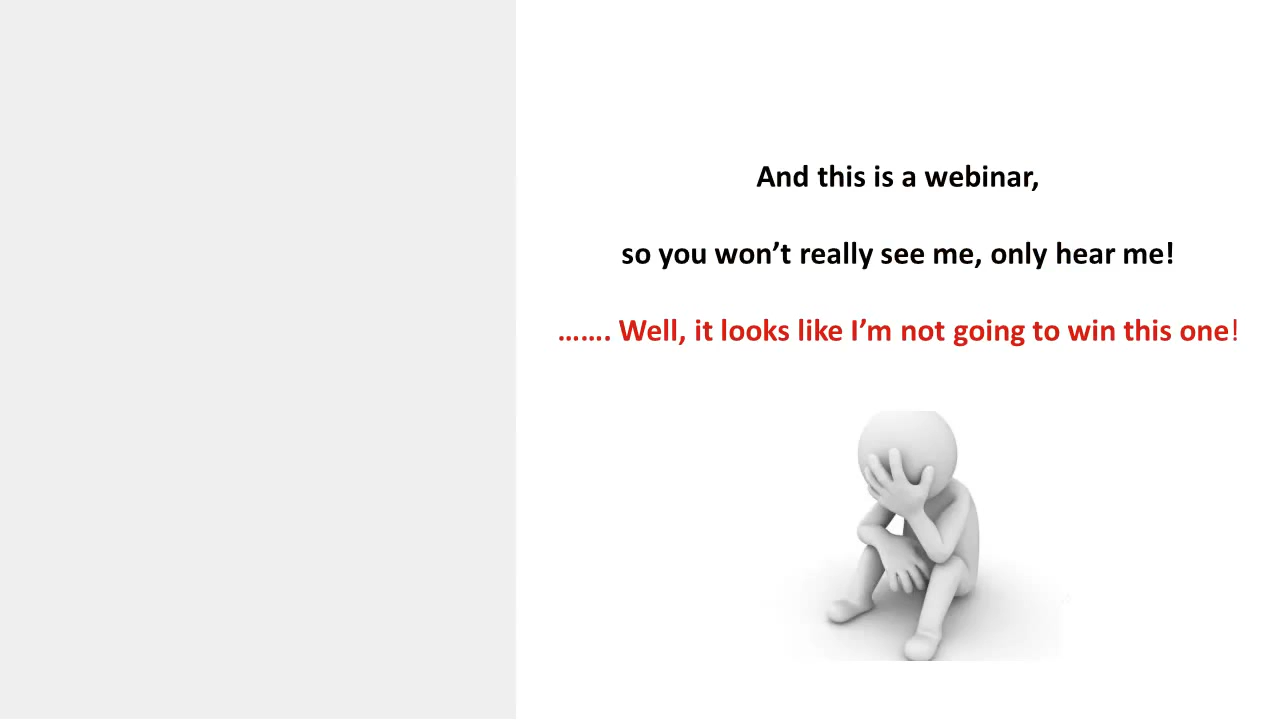 And this is a webinar,
so you won’t really see me, only hear me!
……. Well, it looks like I’m not going to win this one!